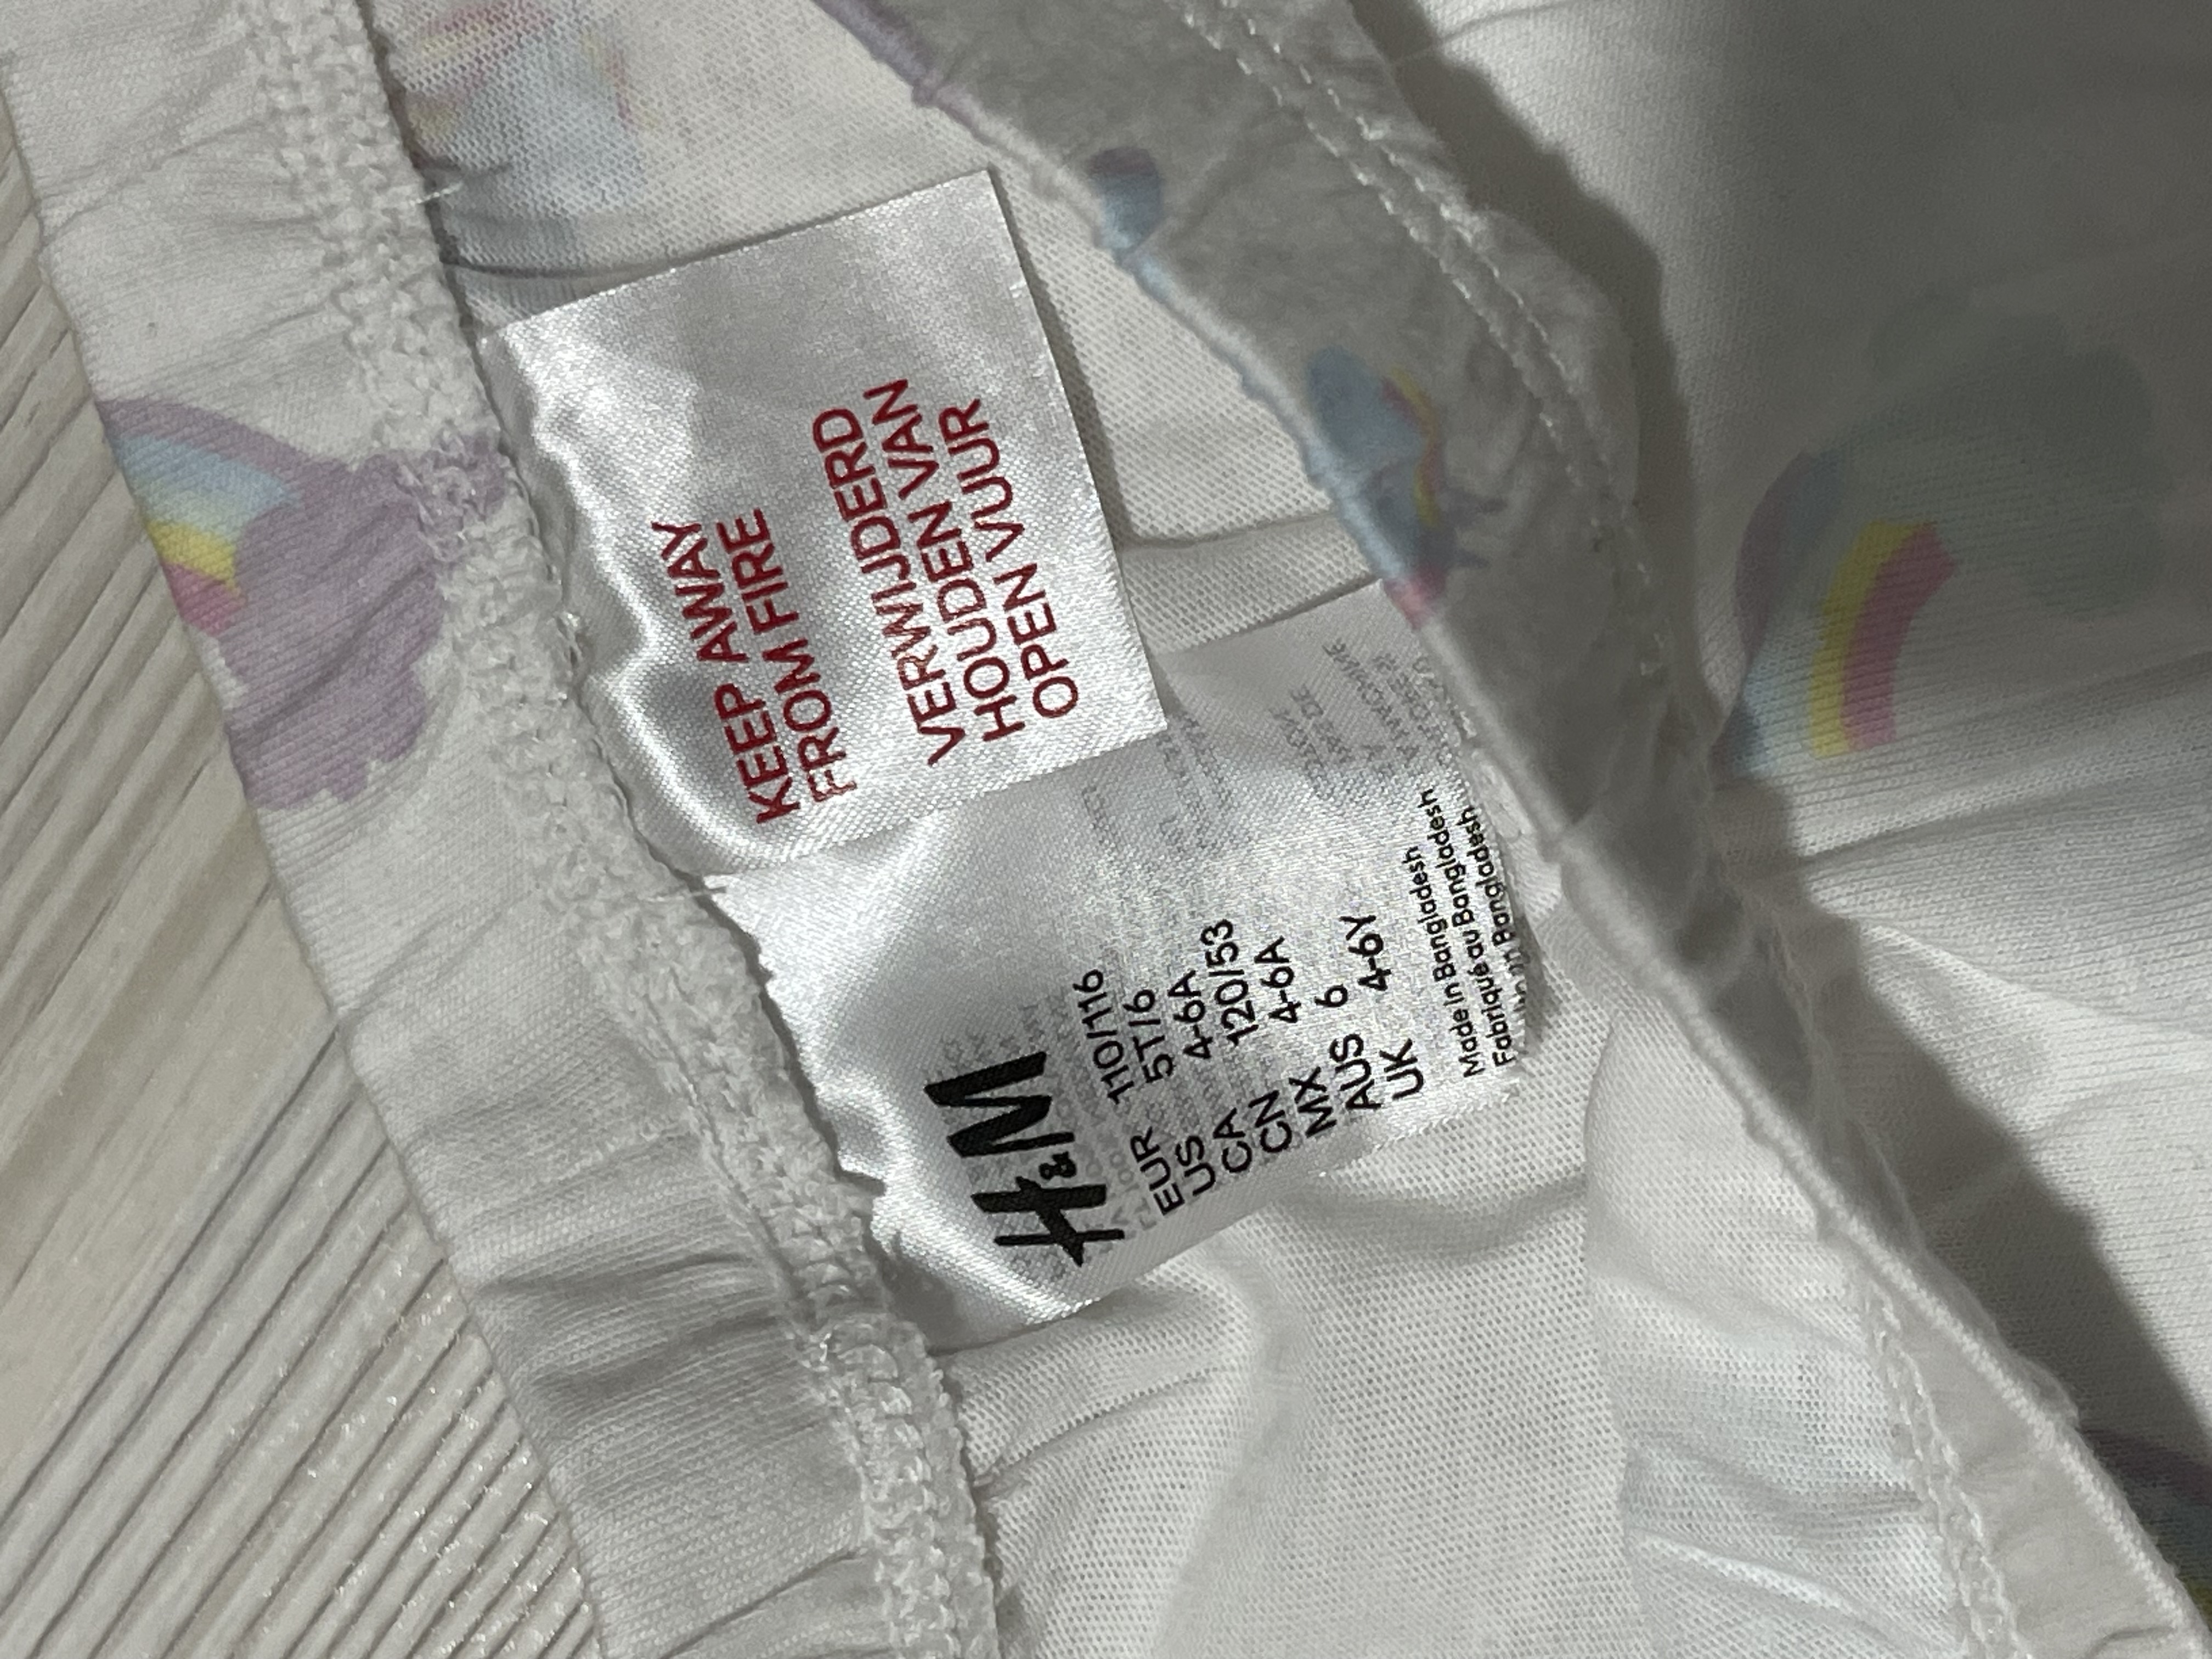 KEEP AWAY
FROM FIRE
VERWIJDERD
HOUDEN VAN
OPEN VUUR
H&M
EUR 110/116
US 5T/6
CA 4-6A
CN 120/53
MX 4-6A
AUS 6
UK 4-6Y
Made in Bangladesh
Fabriqué au Bangladesh
Bangladesh